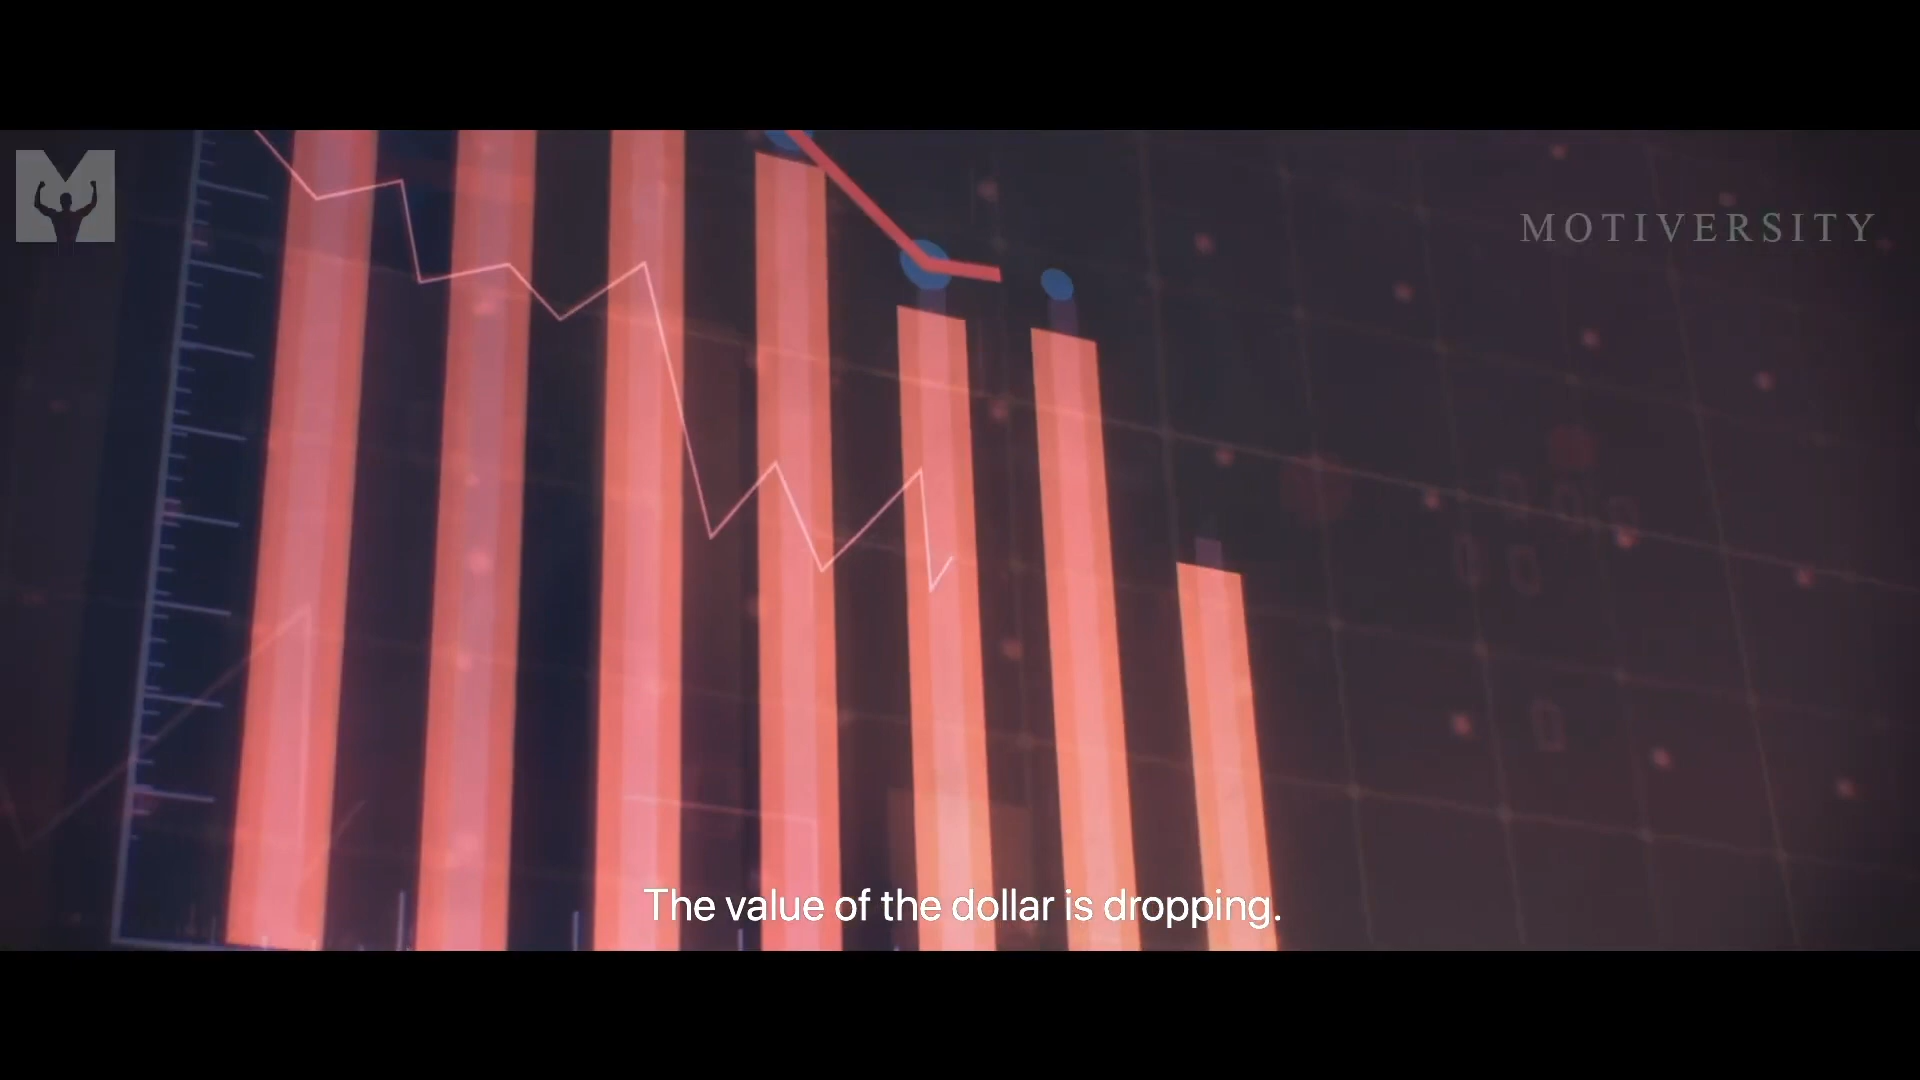 MOTIVERSITY
The value of the dollar is dropping.